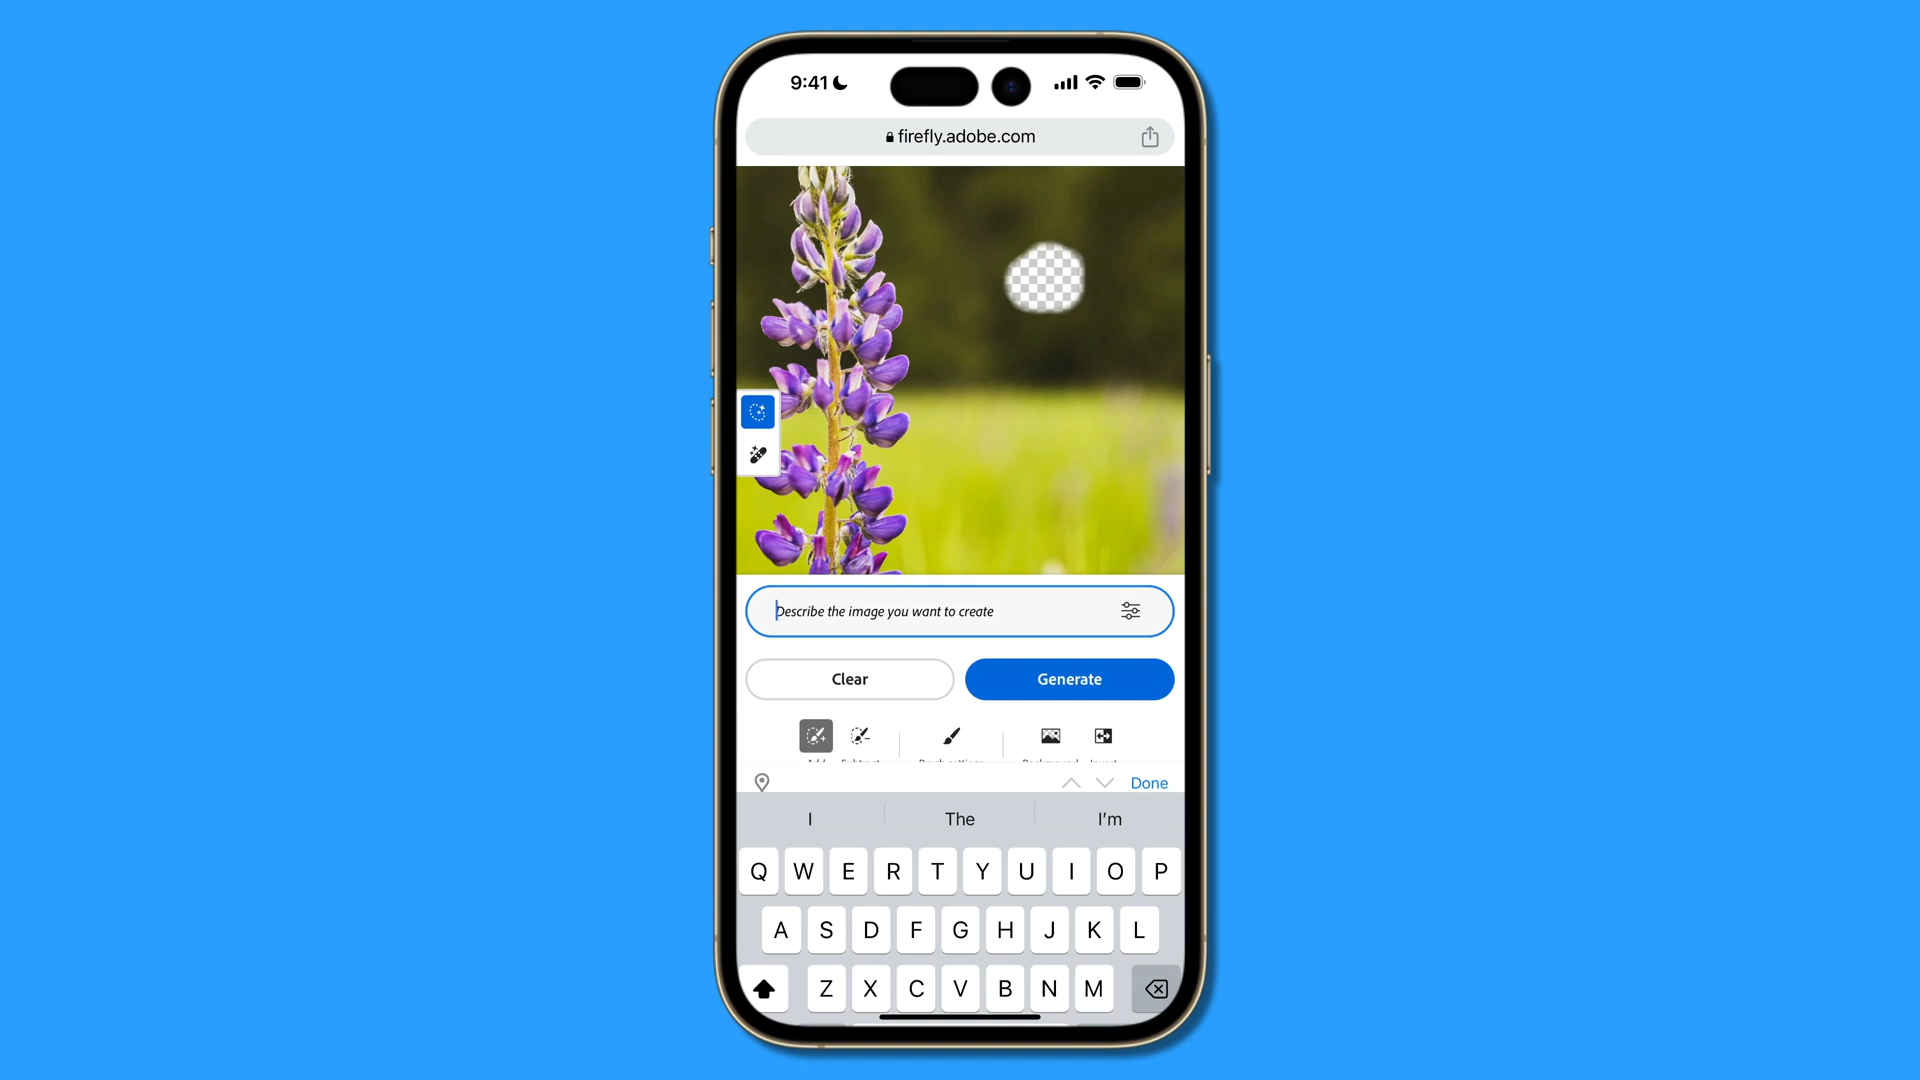 9:41
firefly.adobe.com
Describe the image you want to create
Clear
Generate
Done
I
The
I'm
Q W E R T Y U I O P
A S D F G H J K L
Z X C V B N M